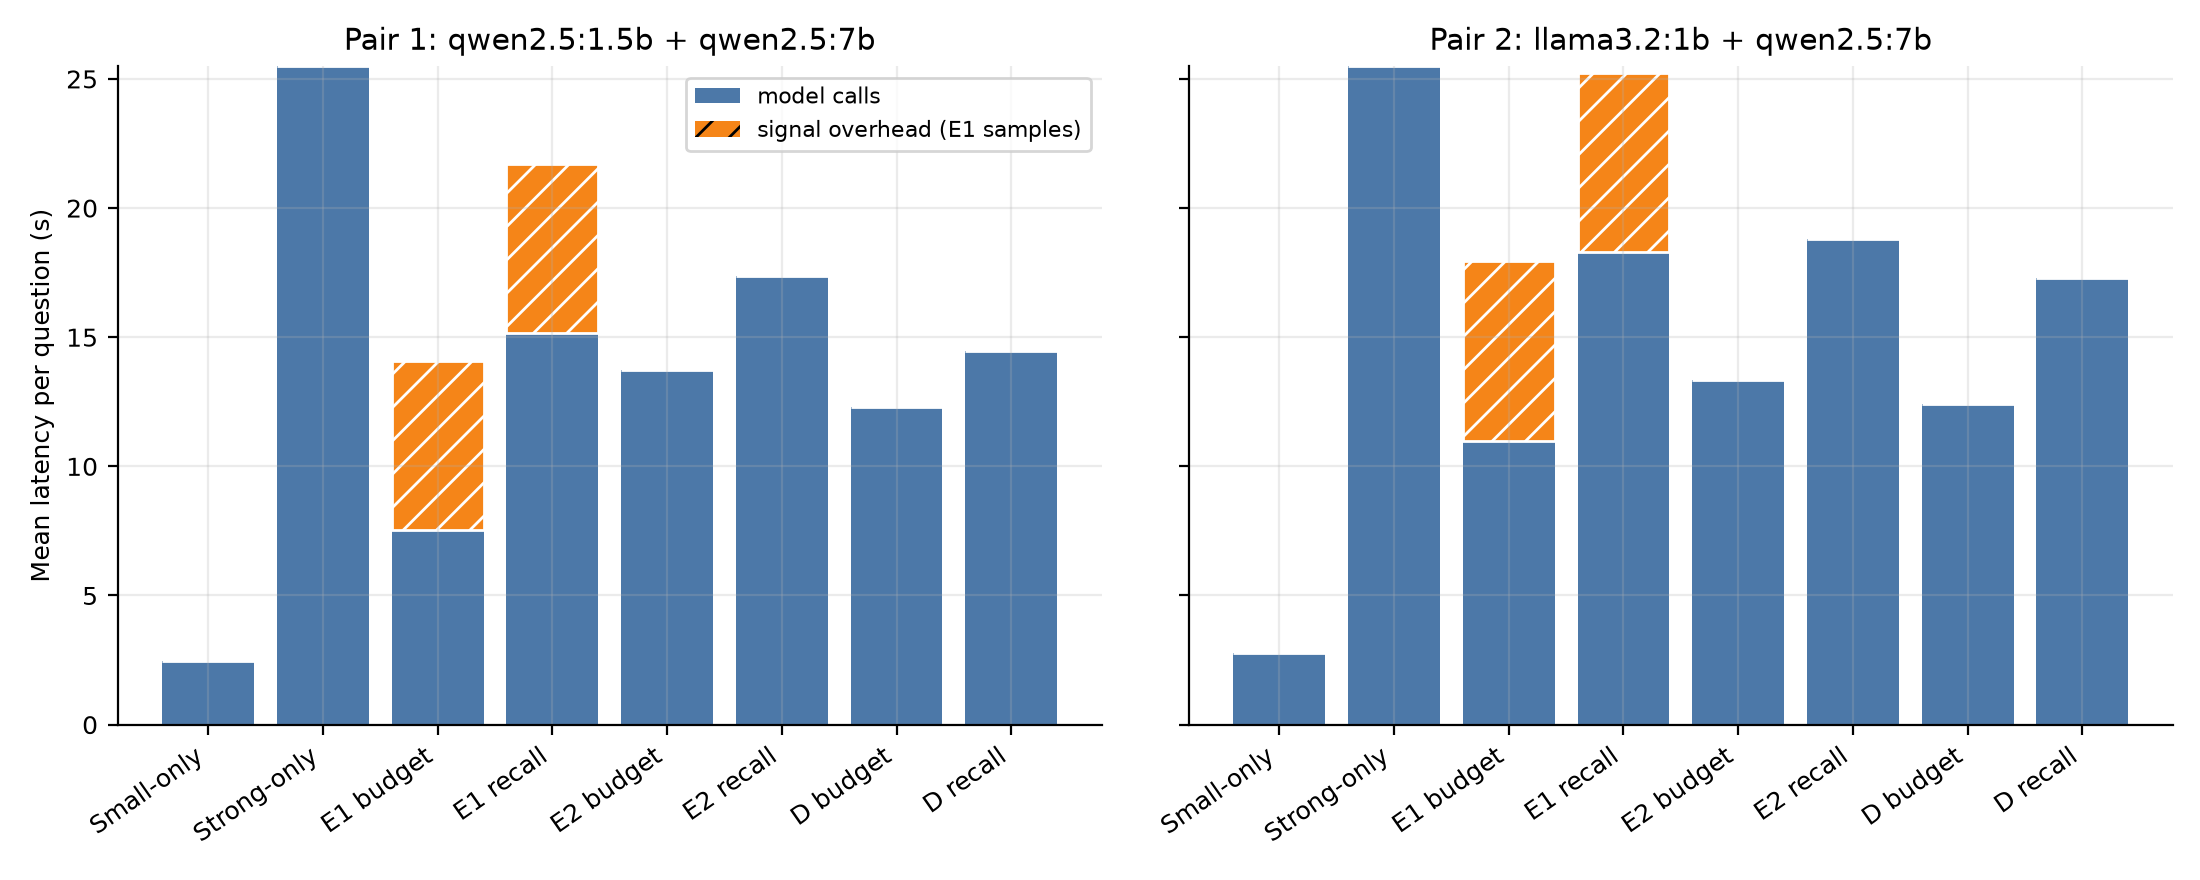 Pair 1: qwen2.5:1.5b + qwen2.5:7b
Mean latency per question (s)
25
20
15
10
5
0
model calls
signal overhead (E1 samples)
Small-only
Strong-only
E1 budget
E1 recall
E2 budget
E2 recall
D budget
D recall
Pair 2: llama3.2:1b + qwen2.5:7b
Small-only
Strong-only
E1 budget
E1 recall
E2 budget
E2 recall
D budget
D recall